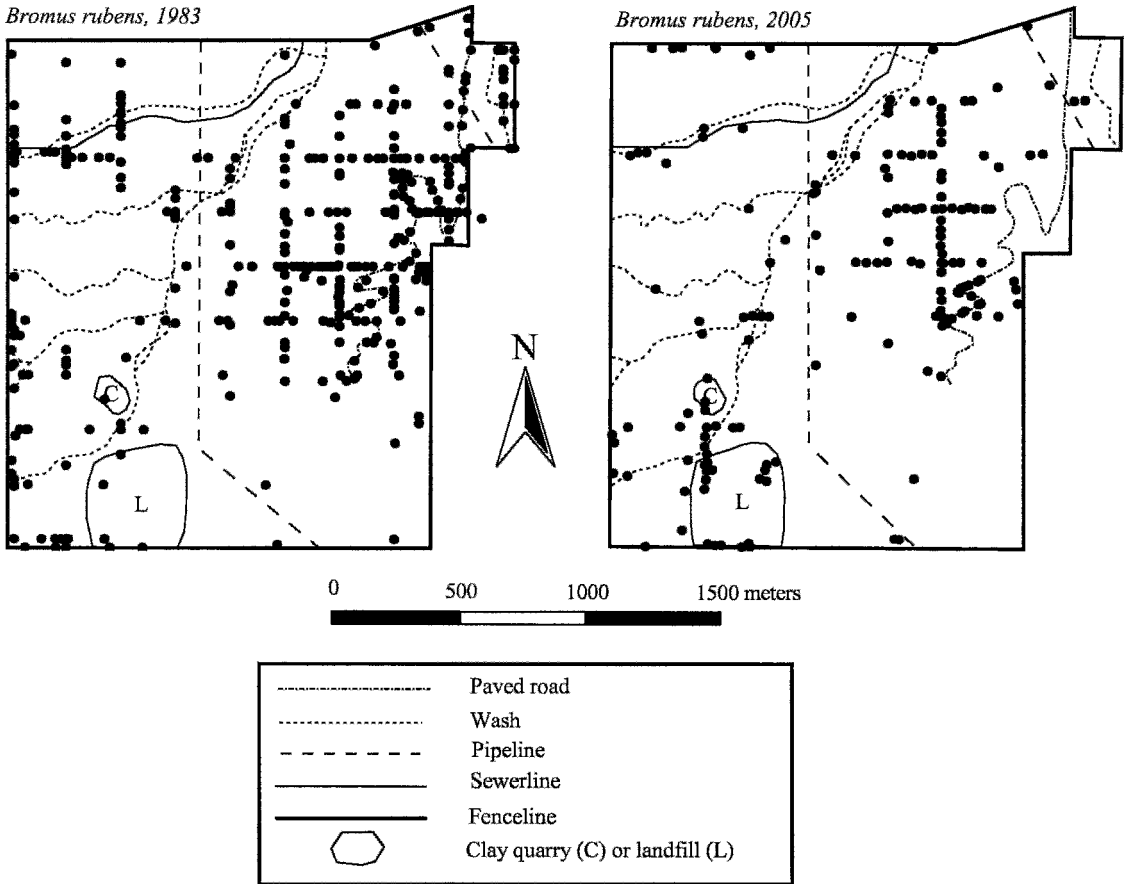 Bromus rubens, 1983
Bromus rubens, 2005
C
L
C
L
N
0 500 1000 1500 meters
Paved road
Wash
Pipeline
Sewerline
Fenceline
Clay quarry (C) or landfill (L)